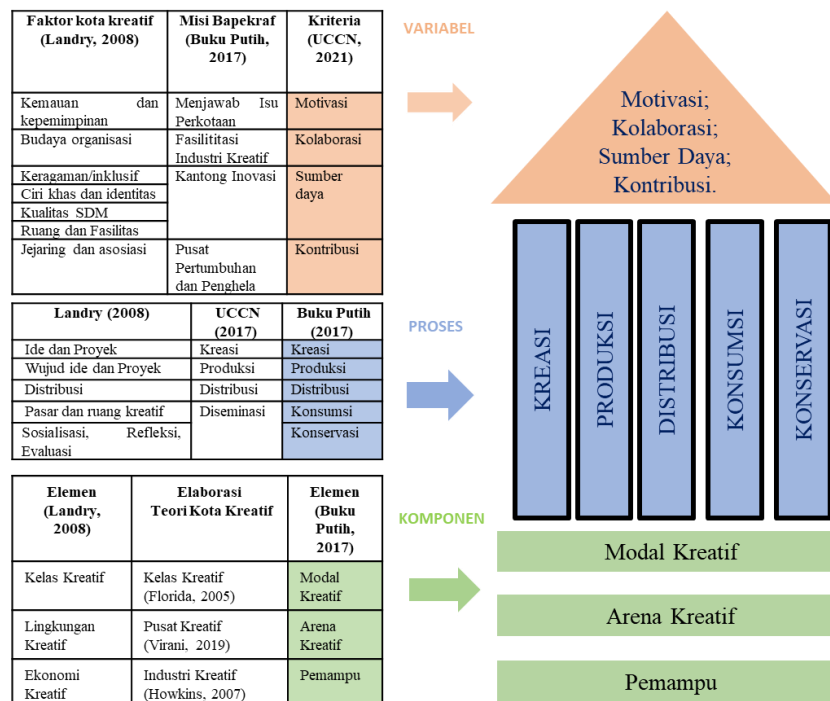 Faktor kota kreatif
(Landry, 2008)
Misi Bapekraf
(Buku Putih,
2017)
Kriteria
(UCCN,
2021)
Kemauan dan
kepemimpinan
Menjawab Isu
Perkotaan
Motivasi
Budaya organisasi
Fasilititasi
Industri Kreatif
Kolaborasi
Keragaman/inklusif
Ciri khas dan identitas
Kualitas SDM
Ruang dan Fasilitas
Kantong Inovasi
Sumber
daya
Jejaring dan asosiasi
Pusat
Pertumbuhan
dan Penghela
Kontribusi
VARIABEL
Motivasi;
Kolaborasi;
Sumber Daya;
Kontribusi.
Landry (2008)
UCCN
(2017)
Buku Putih
(2017)
Ide dan Proyek
Kreasi
Kreasi
Wujud ide dan Proyek
Produksi
Produksi
Distribusi
Distribusi
Distribusi
Pasar dan ruang kreatif
Diseminasi
Konsumsi
Sosialisasi, Refleksi,
Evaluasi
Konservasi
PROSES
KREASI
PRODUKSI
DISTRIBUSI
KONSUMSI
KONSERVASI
Elemen
(Landry,
2008)
Elaborasi
Teori Kota Kreatif
Elemen
(Buku
Putih,
2017)
Kelas Kreatif
Kelas Kreatif
(Florida, 2005)
Modal
Kreatif
Lingkungan
Kreatif
Pusat Kreatif
(Virani, 2019)
Arena
Kreatif
Ekonomi
Kreatif
Industri Kreatif
(Howkins, 2007)
Pemampu
KOMPONEN
Modal Kreatif
Arena Kreatif
Pemampu